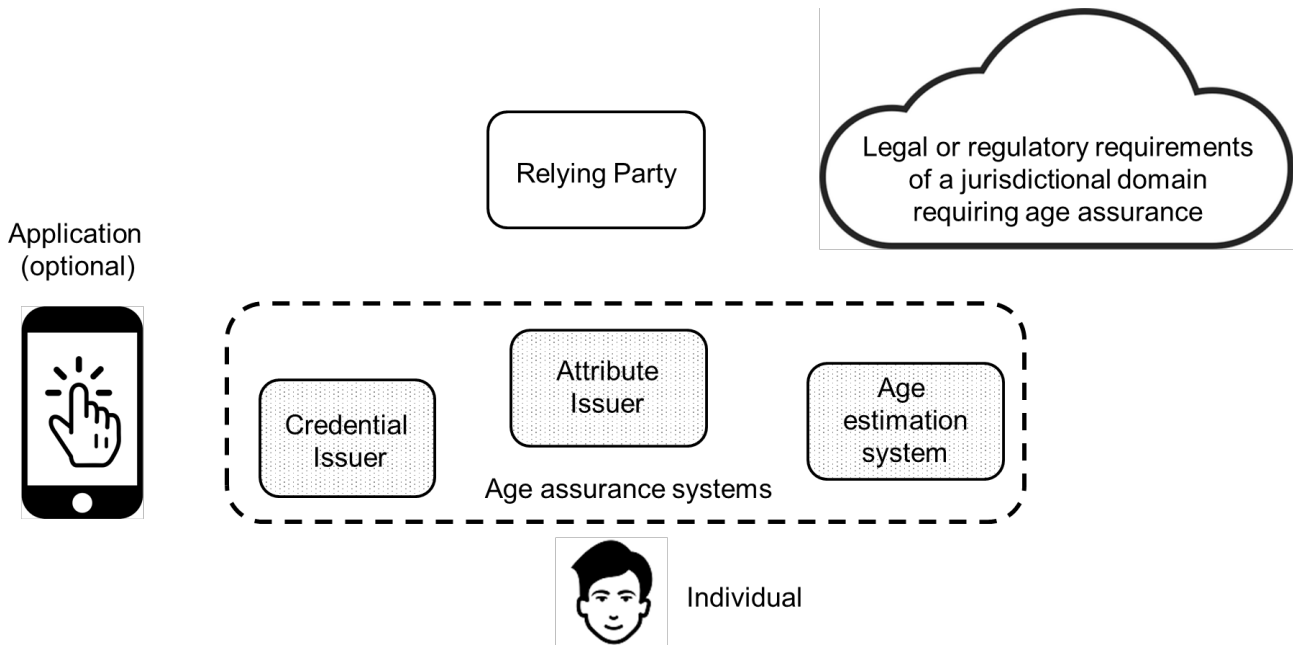 Relying Party
Legal or regulatory requirements
of a jurisdictional domain
requiring age assurance
Application
(optional)
Credential
Issuer
Attribute
Issuer
Age
estimation
system
Age assurance systems
Individual